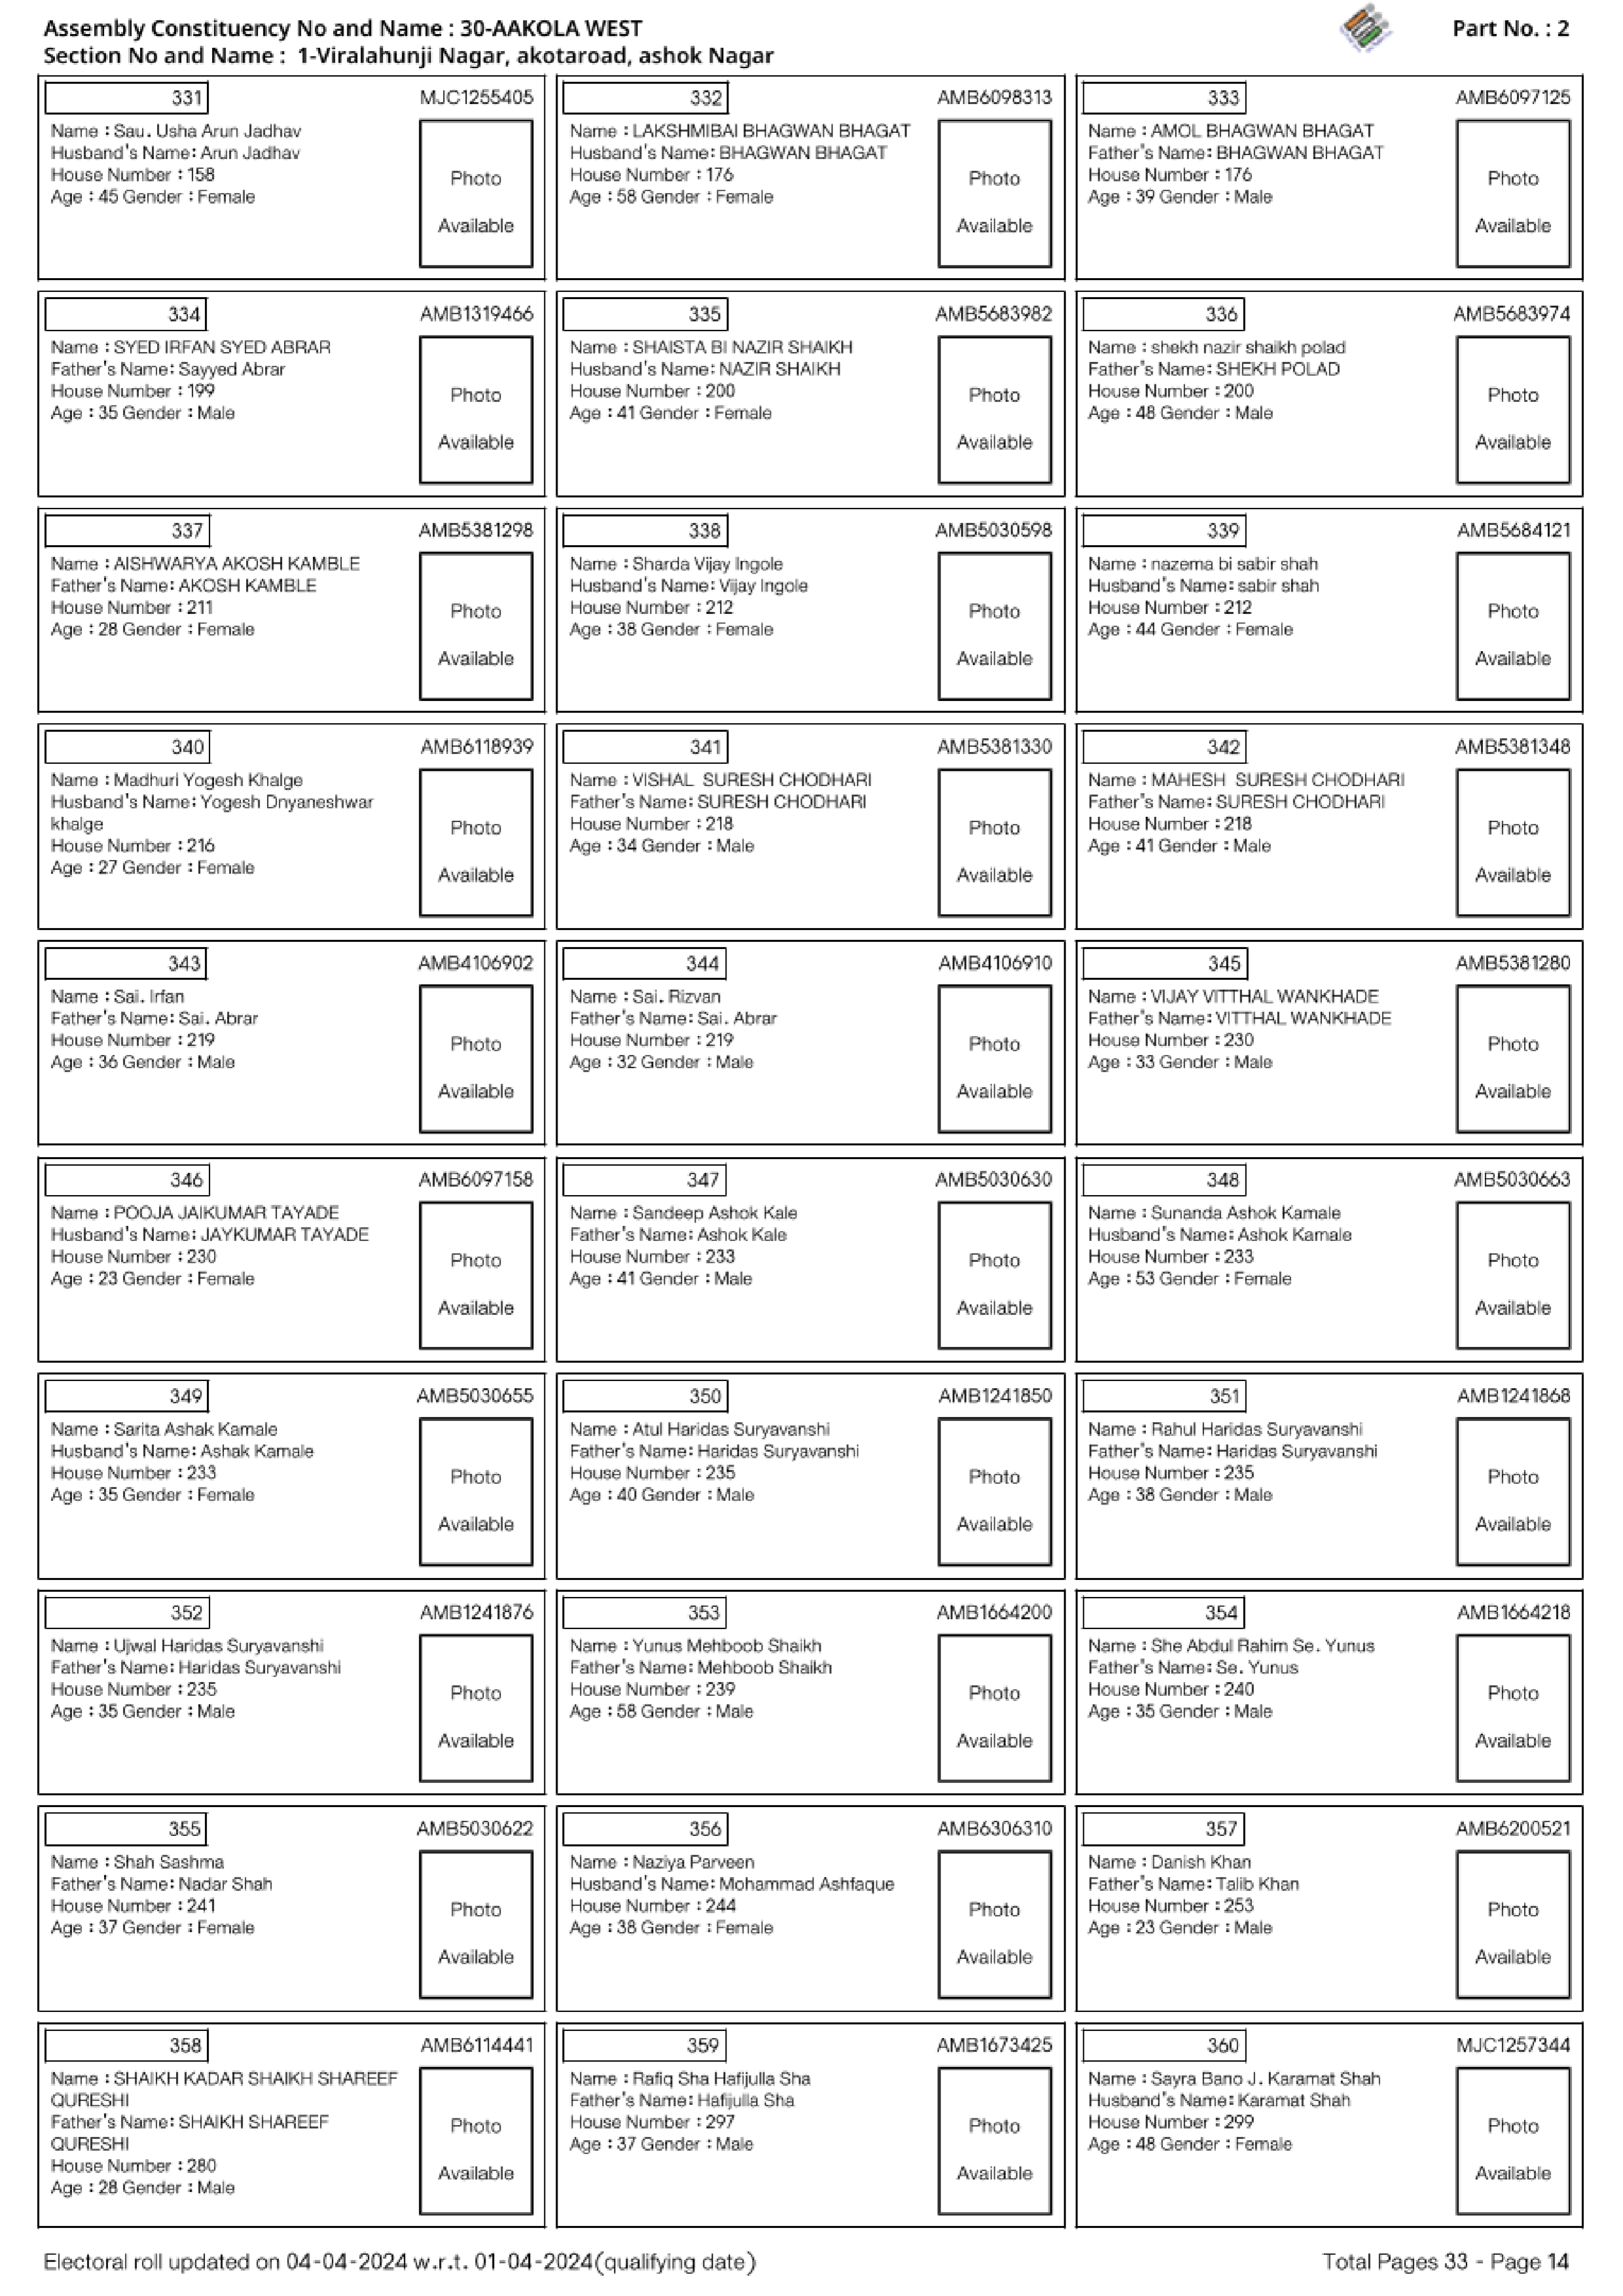 Assembly Constituency No and Name : 30-AAKOLA WEST
Part No. : 2
Section No and Name : 1-Viralahunji Nagar, akotaroad, ashok Nagar
331
MJC1255405
Name : Sau. Usha Arun Jadhav
Husband's Name: Arun Jadhav
House Number : 158
Age : 45 Gender : Female
Photo
Available
332
AMB6098313
Name : LAKSHMIBAI BHAGWAN BHAGAT
Husband's Name: BHAGWAN BHAGAT
House Number : 176
Age : 58 Gender : Female
Photo
Available
333
AMB6097125
Name : AMOL BHAGWAN BHAGAT
Father's Name: BHAGWAN BHAGAT
House Number : 176
Age : 39 Gender : Male
Photo
Available
334
AMB1319466
Name : SYED IRFAN SYED ABRAR
Father's Name: Sayyed Abrar
House Number : 199
Age : 35 Gender : Male
Photo
Available
335
AMB5683982
Name : SHAISTA BI NAZIR SHAIKH
Husband's Name: NAZIR SHAIKH
House Number : 200
Age : 41 Gender : Female
Photo
Available
336
AMB5683974
Name : shekh nazir shaikh polad
Father's Name: SHEKH POLAD
House Number : 200
Age : 48 Gender : Male
Photo
Available
337
AMB5381298
Name : AISHWARYA AKOSH KAMBLE
Father's Name: AKOSH KAMBLE
House Number : 211
Age : 28 Gender : Female
Photo
Available
338
AMB5030598
Name : Sharda Vijay Ingole
Husband's Name: Vijay Ingole
House Number : 212
Age : 38 Gender : Female
Photo
Available
339
AMB5684121
Name : nazema bi sabir shah
Husband's Name: sabir shah
House Number : 212
Age : 44 Gender : Female
Photo
Available
340
AMB6118939
Name : Madhuri Yogesh Khalge
Husband's Name: Yogesh Dnyaneshwar
khalge
House Number : 216
Age : 27 Gender : Female
Photo
Available
341
AMB5381330
Name : VISHAL SURESH CHODHARI
Father's Name: SURESH CHODHARI
House Number : 218
Age : 34 Gender : Male
Photo
Available
342
AMB5381348
Name : MAHESH SURESH CHODHARI
Father's Name: SURESH CHODHARI
House Number : 218
Age : 41 Gender : Male
Photo
Available
343
AMB4106902
Name : Sai. Irfan
Father's Name: Sai. Abrar
House Number : 219
Age : 36 Gender : Male
Photo
Available
344
AMB4106910
Name : Sai. Rizvan
Father's Name: Sai. Abrar
House Number : 219
Age : 32 Gender : Male
Photo
Available
345
AMB5381280
Name : VIJAY VITTHAL WANKHADE
Father's Name: VITTHAL WANKHADE
House Number : 230
Age : 33 Gender : Male
Photo
Available
346
AMB6097158
Name : POOJA JAIKUMAR TAYADE
Husband's Name: JAYKUMAR TAYADE
House Number : 230
Age : 23 Gender : Female
Photo
Available
347
AMB5030630
Name : Sandeep Ashok Kale
Father's Name: Ashok Kale
House Number : 233
Age : 41 Gender : Male
Photo
Available
348
AMB5030663
Name : Sunanda Ashok Kamale
Husband's Name: Ashok Kamale
House Number : 233
Age : 53 Gender : Female
Photo
Available
349
AMB5030655
Name : Sarita Ashak Kamale
Husband's Name: Ashak Kamale
House Number : 233
Age : 35 Gender : Female
Photo
Available
350
AMB1241850
Name : Atul Haridas Suryavanshi
Father's Name: Haridas Suryavanshi
House Number : 235
Age : 40 Gender : Male
Photo
Available
351
AMB1241868
Name : Rahul Haridas Suryavanshi
Father's Name: Haridas Suryavanshi
House Number : 235
Age : 38 Gender : Male
Photo
Available
352
AMB1241876
Name : Ujwal Haridas Suryavanshi
Father's Name: Haridas Suryavanshi
House Number : 235
Age : 35 Gender : Male
Photo
Available
353
AMB1664200
Name : Yunus Mehboob Shaikh
Father's Name: Mehboob Shaikh
House Number : 239
Age : 58 Gender : Male
Photo
Available
354
AMB1664218
Name : She Abdul Rahim Se. Yunus
Father's Name: Se. Yunus
House Number : 240
Age : 35 Gender : Male
Photo
Available
355
AMB5030622
Name : Shah Sashma
Father's Name: Nadar Shah
House Number : 241
Age : 37 Gender : Female
Photo
Available
356
AMB6306310
Name : Naziya Parveen
Husband's Name: Mohammad Ashfaque
House Number : 244
Age : 38 Gender : Female
Photo
Available
357
AMB6200521
Name : Danish Khan
Father's Name: Talib Khan
House Number : 253
Age : 23 Gender : Male
Photo
Available
358
AMB6114441
Name : SHAIKH KADAR SHAIKH SHAREEF
QURESHI
Father's Name: SHAIKH SHAREEF
QURESHI
House Number : 280
Age : 28 Gender : Male
Photo
Available
359
AMB1673425
Name : Rafiq Sha Hafijulla Sha
Father's Name: Hafijulla Sha
House Number : 297
Age : 37 Gender : Male
Photo
Available
360
MJC1257344
Name : Sayra Bano J. Karamat Shah
Husband's Name: Karamat Shah
House Number : 299
Age : 48 Gender : Female
Photo
Available
Electoral roll updated on 04-04-2024 w.r.t. 01-04-2024(qualifying date)
Total Pages 33 - Page 14